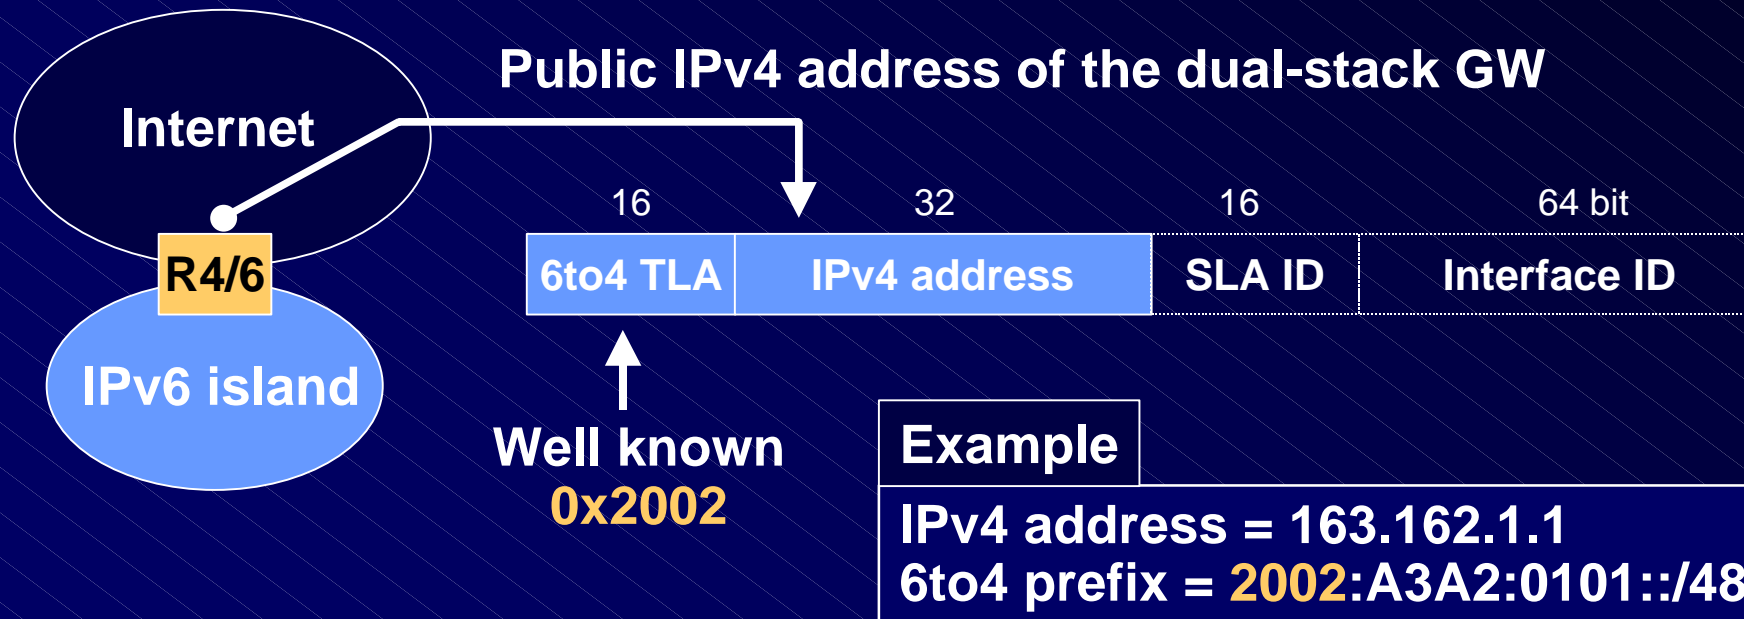 Public IPv4 address of the dual-stack GW
Internet
16 32 16 64 bit
R4/6
6to4 TLA IPv4 address SLA ID Interface ID
IPv6 island
Well known
0x2002
Example
IPv4 address = 163.162.1.1
6to4 prefix = 2002:A3A2:0101::/48